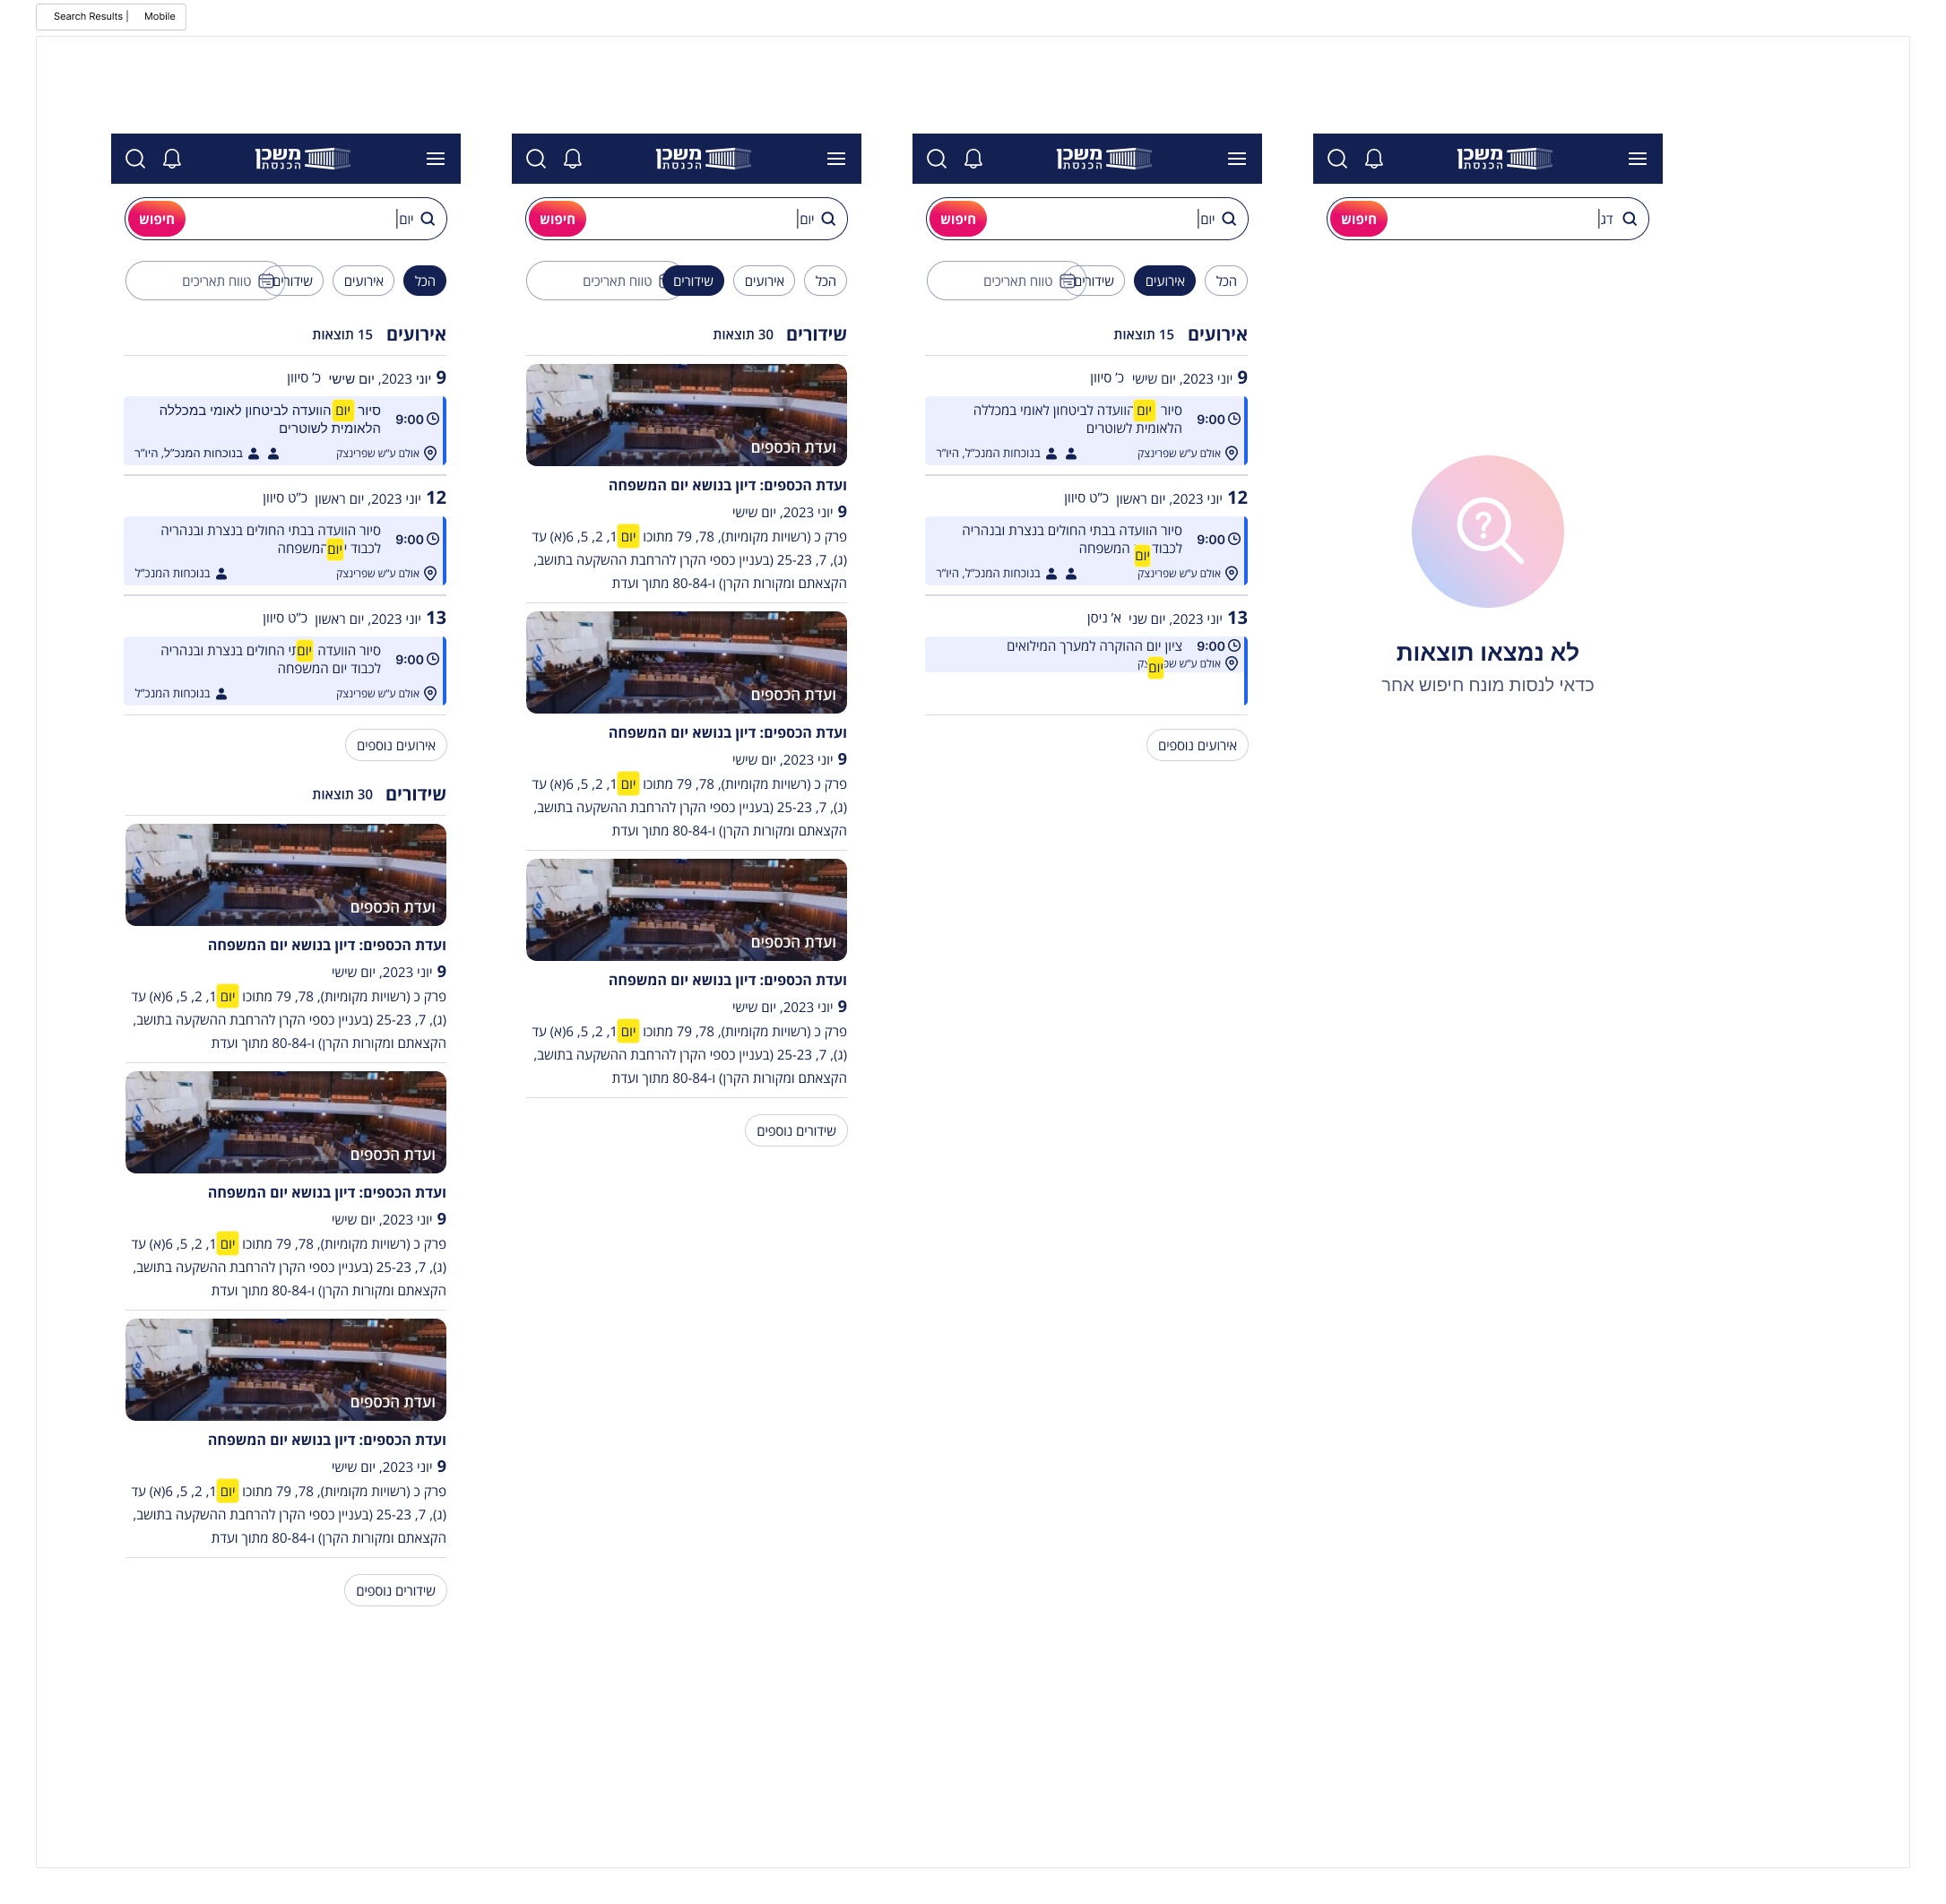 Search Results | Mobile
משכן
הכנסת
יום
חיפוש
הכל אירועים שידורים טווח תאריכים
אירועים 15 תוצאות
9 יוני 2023, יום שישי כ' סיוון
9:00 סיור יום הוועדה לביטחון לאומי במכללה
הלאומית לשוטרים
אולם ע"ש שפרינצק בנוכחות המנכ"ל, היו"ר
12 יוני 2023, יום ראשון כ"ט סיוון
9:00 סיור הוועדה בבתי החולים בנצרת ובנהריה
לכבוד יום המשפחה
אולם ע"ש שפרינצק בנוכחות המנכ"ל
13 יוני 2023, יום ראשון כ"ט סיוון
9:00 סיור הוועדה יום תי החולים בנצרת ובנהריה
לכבוד יום המשפחה
אולם ע"ש שפרינצק בנוכחות המנכ"ל
אירועים נוספים
שידורים 30 תוצאות
ועדת הכספים
ועדת הכספים: דיון בנושא יום המשפחה
9 יוני 2023, יום שישי
פרק כ (רשויות מקומיות), 78, 79 מתוכו יום 1, 2, 5, 6(א) עד
(ג), 7, 25-23 (בעניין כספי הקרן להרחבת ההשקעה בתושב,
הקצאתם ומקורות הקרן) ו-80-84 מתוך ועדת
ועדת הכספים
ועדת הכספים: דיון בנושא יום המשפחה
9 יוני 2023, יום שישי
פרק כ (רשויות מקומיות), 78, 79 מתוכו יום 1, 2, 5, 6(א) עד
(ג), 7, 25-23 (בעניין כספי הקרן להרחבת ההשקעה בתושב,
הקצאתם ומקורות הקרן) ו-80-84 מתוך ועדת
ועדת הכספים
ועדת הכספים: דיון בנושא יום המשפחה
9 יוני 2023, יום שישי
פרק כ (רשויות מקומיות), 78, 79 מתוכו יום 1, 2, 5, 6(א) עד
(ג), 7, 25-23 (בעניין כספי הקרן להרחבת ההשקעה בתושב,
הקצאתם ומקורות הקרן) ו-80-84 מתוך ועדת
שידורים נוספים
משכן
הכנסת
יום
חיפוש
הכל אירועים שידורים טווח תאריכים
שידורים 30 תוצאות
ועדת הכספים
ועדת הכספים: דיון בנושא יום המשפחה
9 יוני 2023, יום שישי
פרק כ (רשויות מקומיות), 78, 79 מתוכו יום 1, 2, 5, 6(א) עד
(ג), 7, 25-23 (בעניין כספי הקרן להרחבת ההשקעה בתושב,
הקצאתם ומקורות הקרן) ו-80-84 מתוך ועדת
ועדת הכספים
ועדת הכספים: דיון בנושא יום המשפחה
9 יוני 2023, יום שישי
פרק כ (רשויות מקומיות), 78, 79 מתוכו יום 1, 2, 5, 6(א) עד
(ג), 7, 25-23 (בעניין כספי הקרן להרחבת ההשקעה בתושב,
הקצאתם ומקורות הקרן) ו-80-84 מתוך ועדת
ועדת הכספים
ועדת הכספים: דיון בנושא יום המשפחה
9 יוני 2023, יום שישי
פרק כ (רשויות מקומיות), 78, 79 מתוכו יום 1, 2, 5, 6(א) עד
(ג), 7, 25-23 (בעניין כספי הקרן להרחבת ההשקעה בתושב,
הקצאתם ומקורות הקרן) ו-80-84 מתוך ועדת
שידורים נוספים
משכן
הכנסת
יום
חיפוש
הכל אירועים שידורים טווח תאריכים
אירועים 15 תוצאות
9 יוני 2023, יום שישי כ' סיוון
9:00 סיור יום הוועדה לביטחון לאומי במכללה
הלאומית לשוטרים
אולם ע"ש שפרינצק בנוכחות המנכ"ל, היו"ר
12 יוני 2023, יום ראשון כ"ט סיוון
9:00 סיור הוועדה בבתי החולים בנצרת ובנהריה
לכבוד יום המשפחה
אולם ע"ש שפרינצק בנוכחות המנכ"ל, היו"ר
13 יוני 2023, יום שני א' ניסן
9:00 ציון יום ההוקרה למערך המילואים
אולם ע"ש יום
אירועים נוספים
משכן
הכנסת
דג
חיפוש
לא נמצאו תוצאות
כדאי לנסות מונח חיפוש אחר